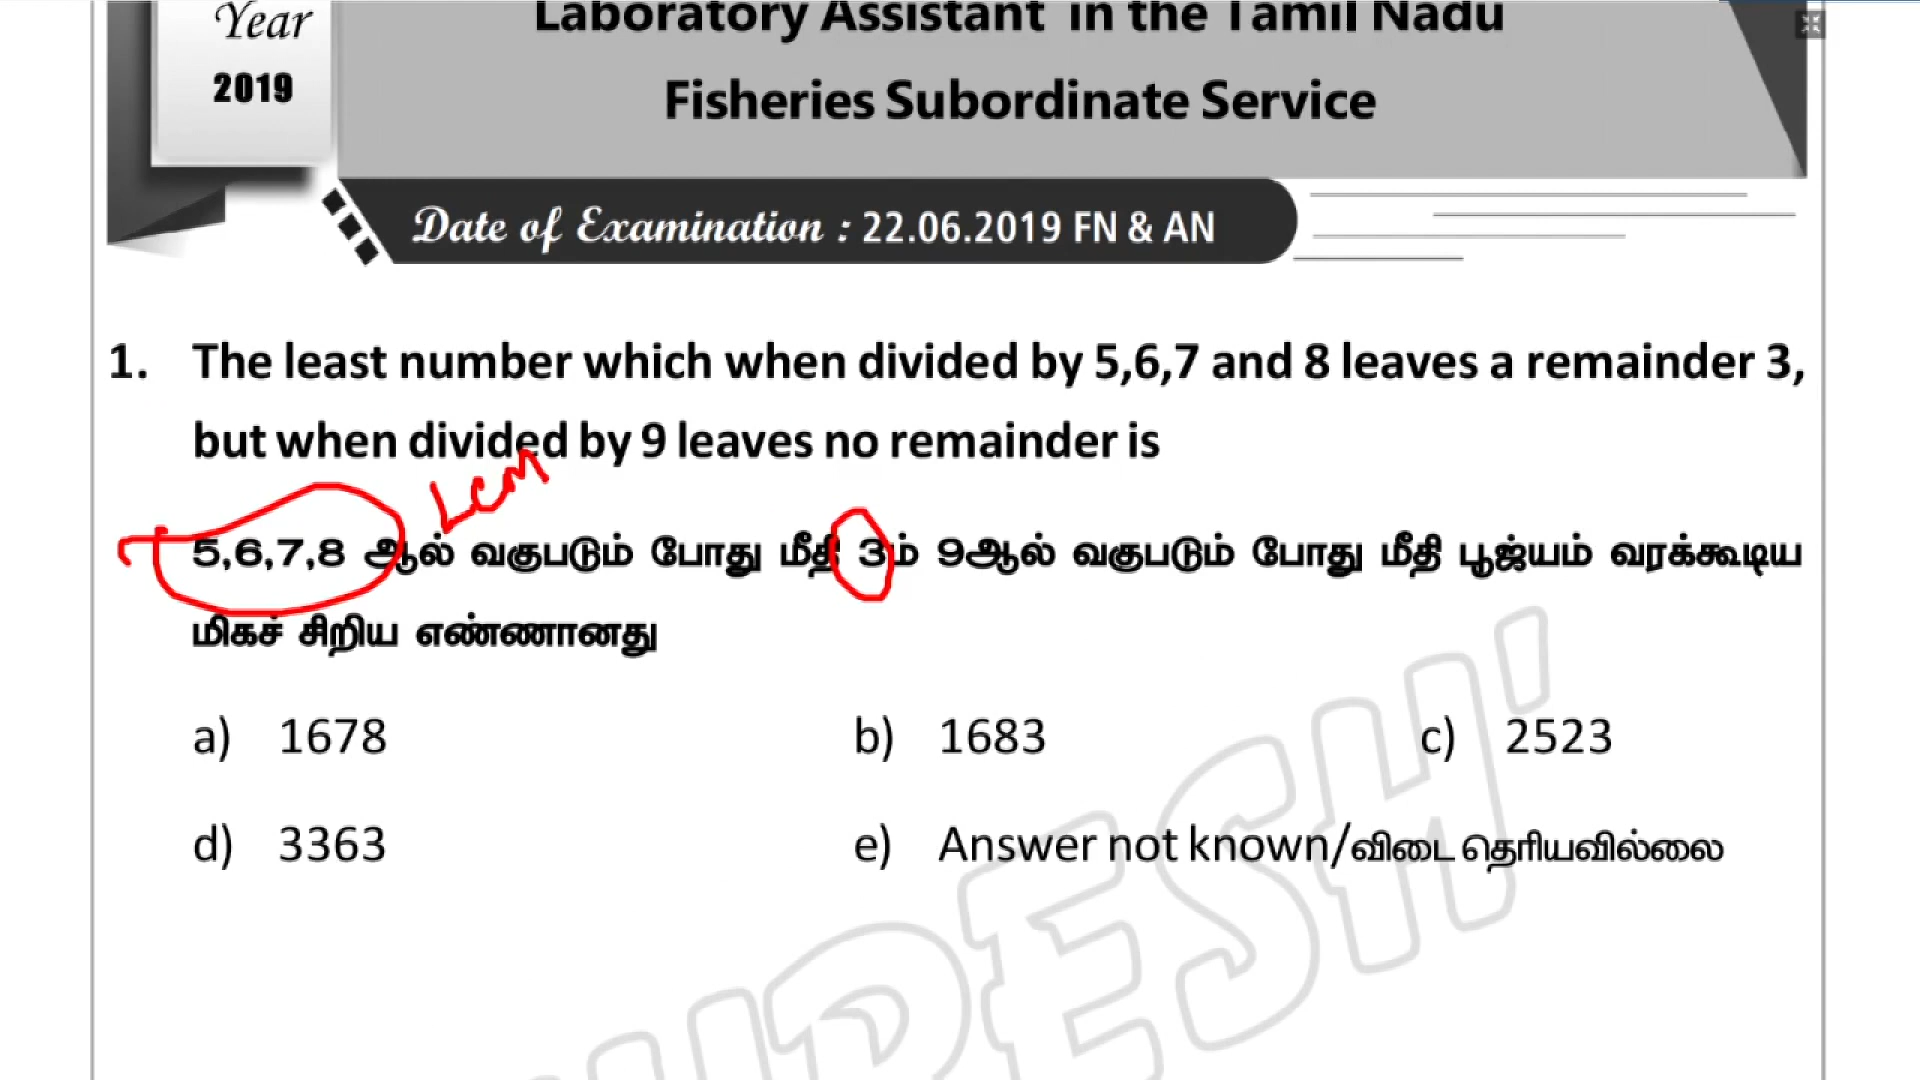 Year
2019
Laboratory Assistant in the Tamil Nadu
Fisheries Subordinate Service
Date of Examination : 22.06.2019 FN & AN
1. The least number which when divided by 5,6,7 and 8 leaves a remainder 3,
but when divided by 9 leaves no remainder is
LCM
5,6,7,8 ஆல் வகுபடும் போது மீதி 3ம் 9ஆல் வகுபடும் போது மீதி பூஜ்யம் வரக்கூடிய
மிகச் சிறிய எண்ணானது
a) 1678 b) 1683 c) 2523
d) 3363 e) Answer not known/விடை தெரியவில்லை